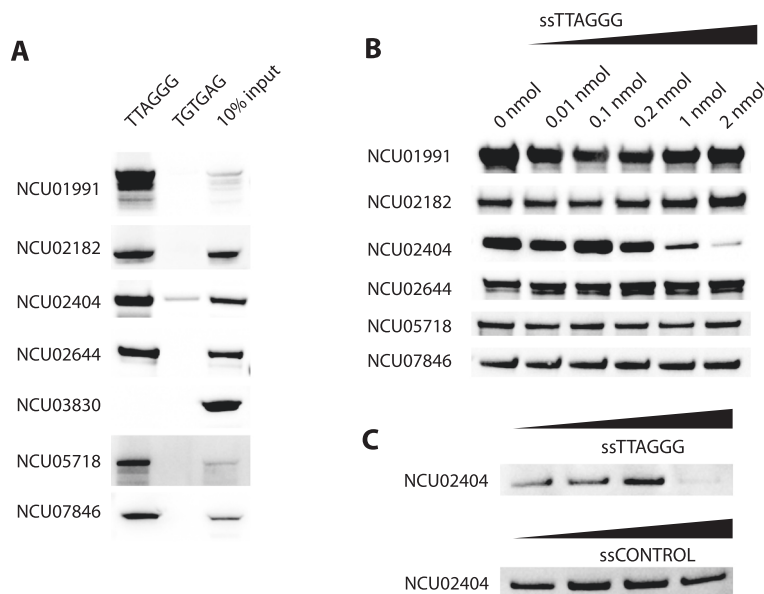 A
TTAGGG
TGTGAG
10% input
NCU01991
NCU02182
NCU02404
NCU02644
NCU03830
NCU05718
NCU07846
B
ssTTAGGG
0 nmol
0.01 nmol
0.1 nmol
0.2 nmol
1 nmol
2 nmol
NCU01991
NCU02182
NCU02404
NCU02644
NCU05718
NCU07846
C
ssTTAGGG
NCU02404
ssCONTROL
NCU02404